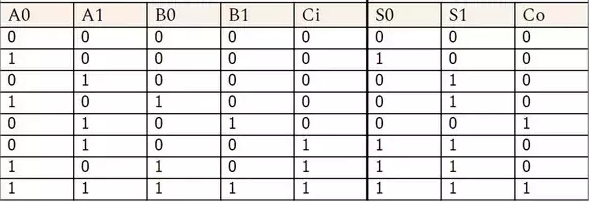 A0 A1 B0 B1 Ci S0 S1 Co
0 0 0 0 0 0 0 0
1 0 0 0 0 1 0 0
0 1 0 0 0 0 1 0
1 0 1 0 0 0 1 0
0 1 0 1 0 0 0 1
0 1 0 0 1 1 1 0
1 0 1 0 1 1 1 0
1 1 1 1 1 1 1 1